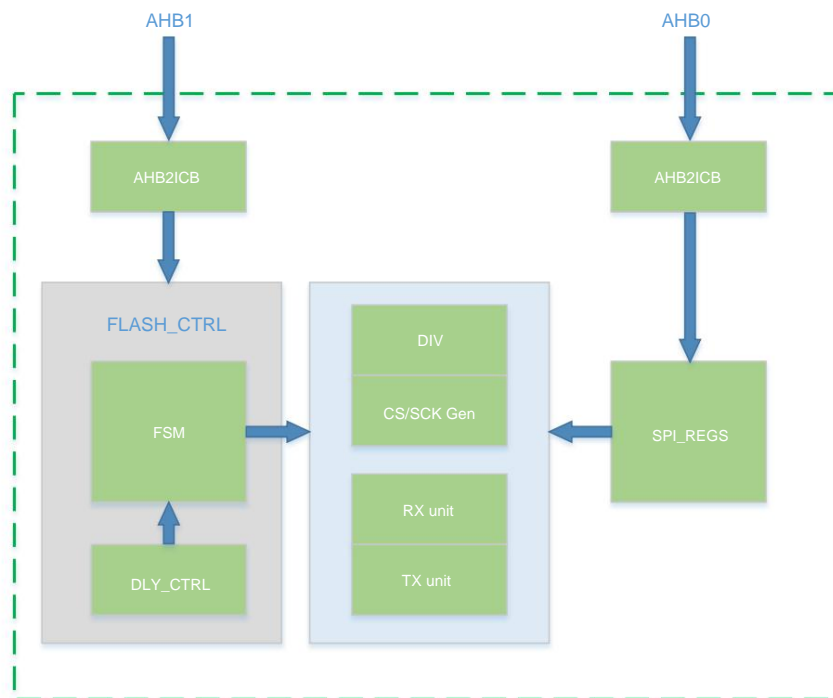 AHB1
AHB0
AHB2ICB
AHB2ICB
FLASH_CTRL
DIV
CS/SCK Gen
FSM
SPI_REGS
RX unit
TX unit
DLY_CTRL